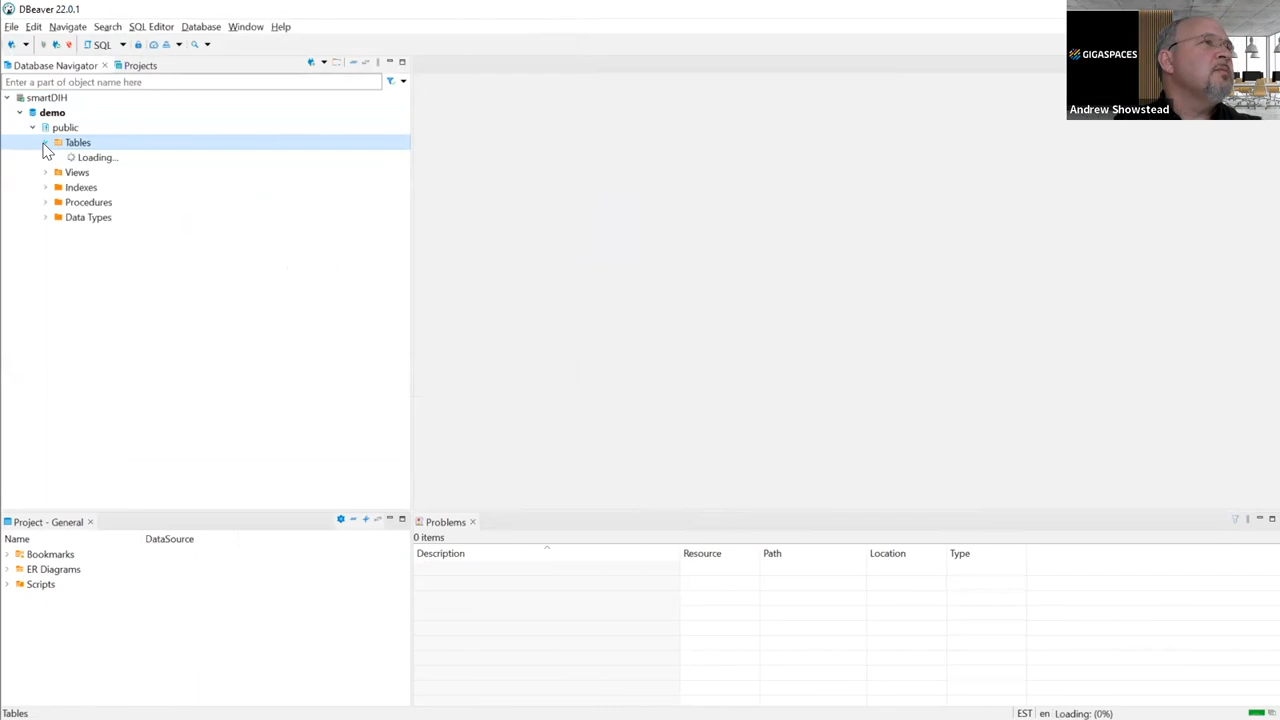 DBeaver 22.0.1
File Edit Navigate Search SQL Editor Database Window Help
SQL
Database Navigator Projects
Enter a part of object name here
smartDIH
demo
public
Tables
Loading...
Views
Indexes
Procedures
Data Types
GIGASPACES
Andrew Showstead
Project - General
Name DataSource
Bookmarks
ER Diagrams
Scripts
Problems
0 items
Description Resource Path Location Type
Tables EST en Loading: (0%)